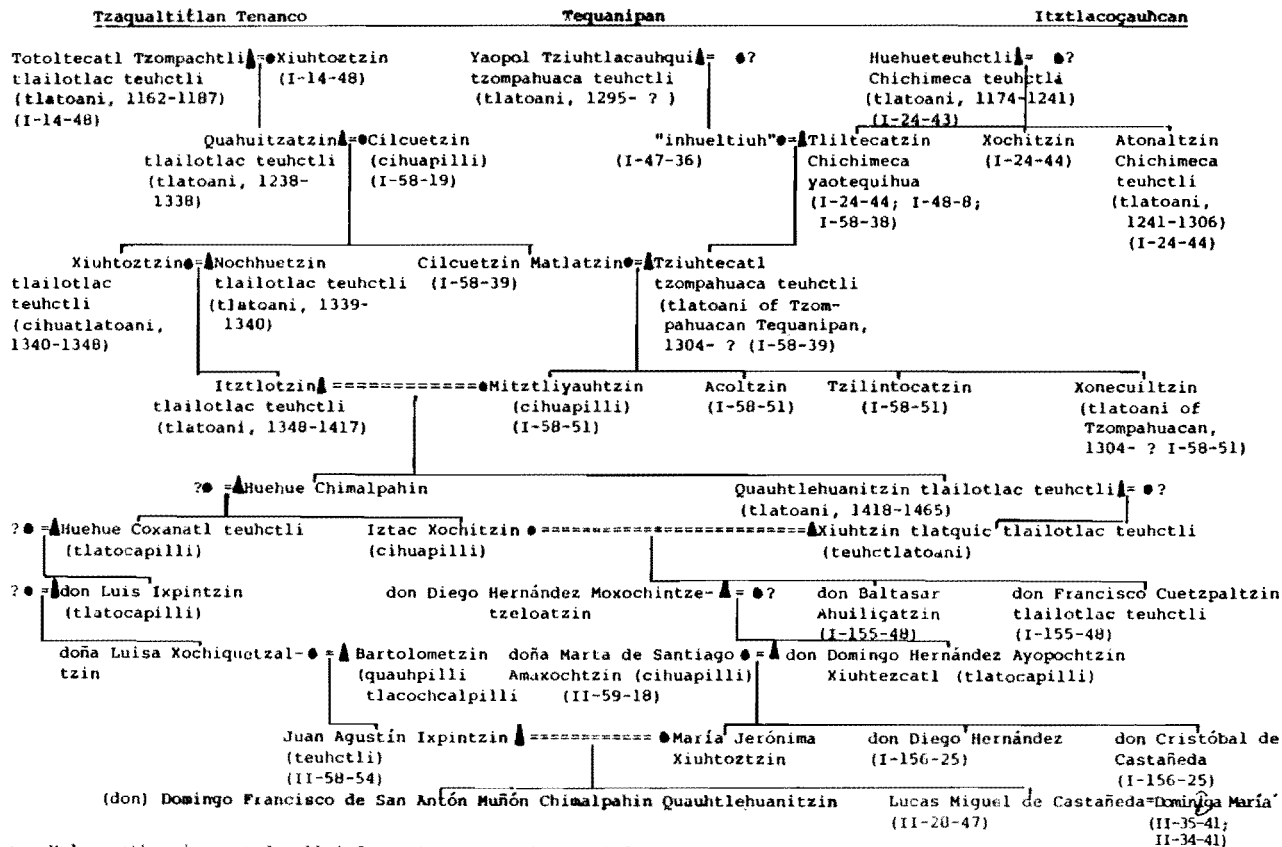 Tzaqualtitlan Tenanco Tequanipan Itztlacoçauhcan
Totoltecatl Tzompachtli = Xiuhtoztzin Yaopol Tziuhtlacauhqui = ? Huehueteuhctli = ?
tlailotlac teuhctli (I-14-48) tzompahuaca teuhctli Chichimeca teuhctli
(tlatoani, 1162-1187) (tlatoani, 1295- ? ) (tlatoani, 1174-1241)
(I-14-48) (I-24-43)
Quahuitzatzin = Cilcuetzin "inhueltiuh" = Tliltecatzin Xochitzin Atonaltzin
tlailotlac teuhctli (cihuapilli) (I-47-36) Chichimeca (I-24-44) Chichimeca
(tlatoani, 1238- (I-58-19) yaotequihua teuhctli
1338) (I-24-44; I-48-8; (tlatoani,
I-58-38) 1241-1306)
(I-24-44)
Xiuhtoztzin = Nochhuetzin Cilcuetzin Matlatzin = Tziuhtecatl
tlailotlac tlailotlac teuhctli (I-58-39) tzompahuaca teuhctli
teuhctli (tlatoani, 1339- (tlatoani of Tzom-
(cihuatlatoani, 1340) pahuacan Tequanipan,
1340-1348) 1304- ? (I-58-39)
Itztlotzin =========== Mitztliyauhtzin Acoltzin Tzilintocatzin Xonecuiltzin
tlailotlac teuhctli (cihuapilli) (I-58-51) (I-58-51) (tlatoani of
(tlatoani, 1348-1417) (I-58-51) Tzompahuacan,
1304- ? I-58-51)
? = Huehue Chimalpahin Quauhtlehuanitzin tlailotlac teuhctli = ?
(tlatoani, 1418-1465)
? = Huehue Coxanatl teuhctli Iztac Xochitzin ==================== Xiuhtzin tlatquic tlailotlac teuhctli
(tlatocapilli) (cihuapilli) (teuhctlatoani)
? = don Luis Ixpintzin don Diego Hernández Moxochintze- = ? don Baltasar don Francisco Cuetzpaltzin
(tlatocapilli) tzeloatzin Ahuiliçatzin tlailotlac teuhctli
(I-155-48) (I-155-48)
doña Luisa Xochiquetzal- = Bartolometzin doña Marta de Santiago = don Domingo Hernández Ayopochtzin
tzin (quauhpilli Amaxochtzin (cihuapilli) Xiuhtezcatl (tlatocapilli)
tlacochcalpilli (II-59-18)
Juan Agustín Ixpintzin ============ María Jerónima don Diego Hernández don Cristóbal de
(teuhctli) Xiuhtoztzin (I-156-25) Castañeda
(II-58-54) (I-156-25)
(don) Domingo Francisco de San Antón Muñón Chimalpahin Quauhtlehuanitzin Lucas Miguel de Castañeda = Dominiga María
(II-20-47) (II-35-41;
II-34-41)